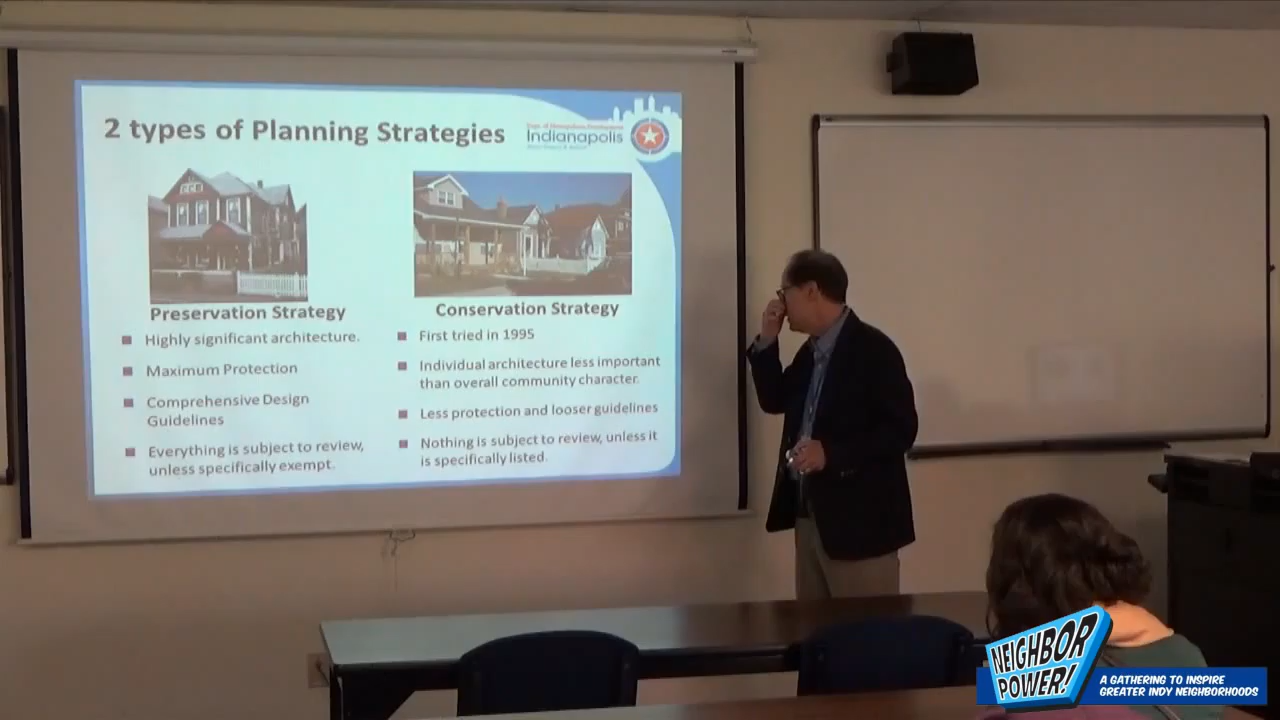 2 types of Planning Strategies
Indianapolis
Preservation Strategy
Highly significant architecture.
Maximum Protection
Comprehensive Design
Guidelines
Everything is subject to review,
unless specifically exempt.
Conservation Strategy
First tried in 1995
Individual architecture less important
than overall community character.
Less protection and looser guidelines
Nothing is subject to review, unless it
is specifically listed.
NEIGHBOR
POWER!
A GATHERING TO INSPIRE
GREATER INDY NEIGHBORHOODS